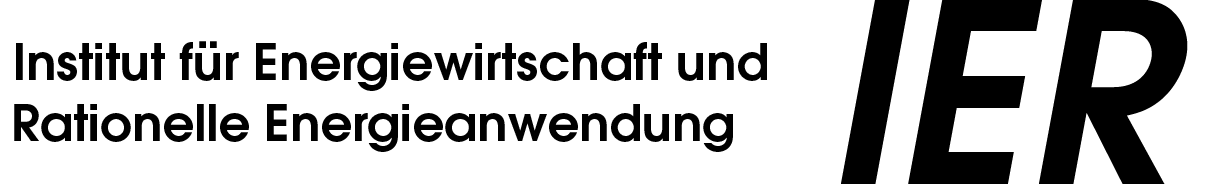 Institut für Energiewirtschaft und
Rationelle Energieanwendung
IER